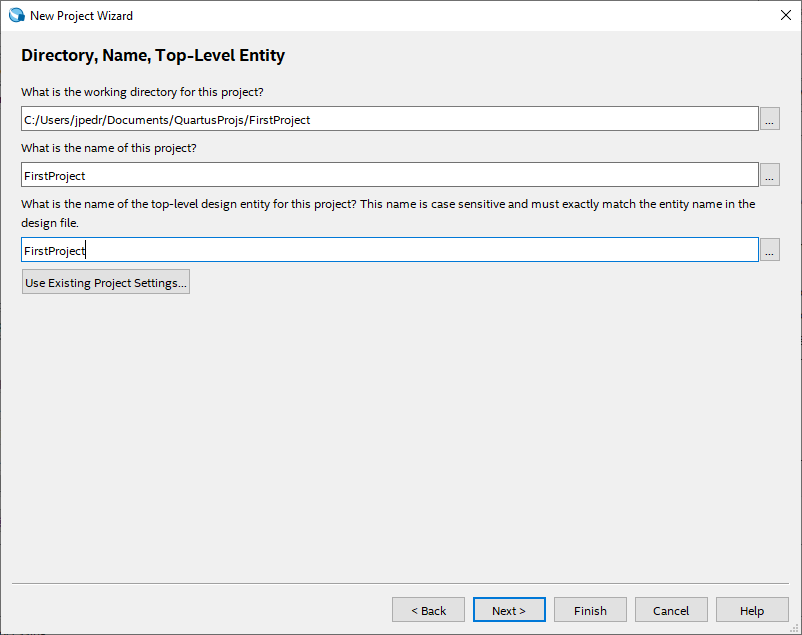 New Project Wizard
Directory, Name, Top-Level Entity
What is the working directory for this project?
C:/Users/jpedr/Documents/QuartusProjs/FirstProject
...
What is the name of this project?
FirstProject
...
What is the name of the top-level design entity for this project? This name is case sensitive and must exactly match the entity name in the
design file.
FirstProject
...
Use Existing Project Settings...
< Back
Next >
Finish
Cancel
Help